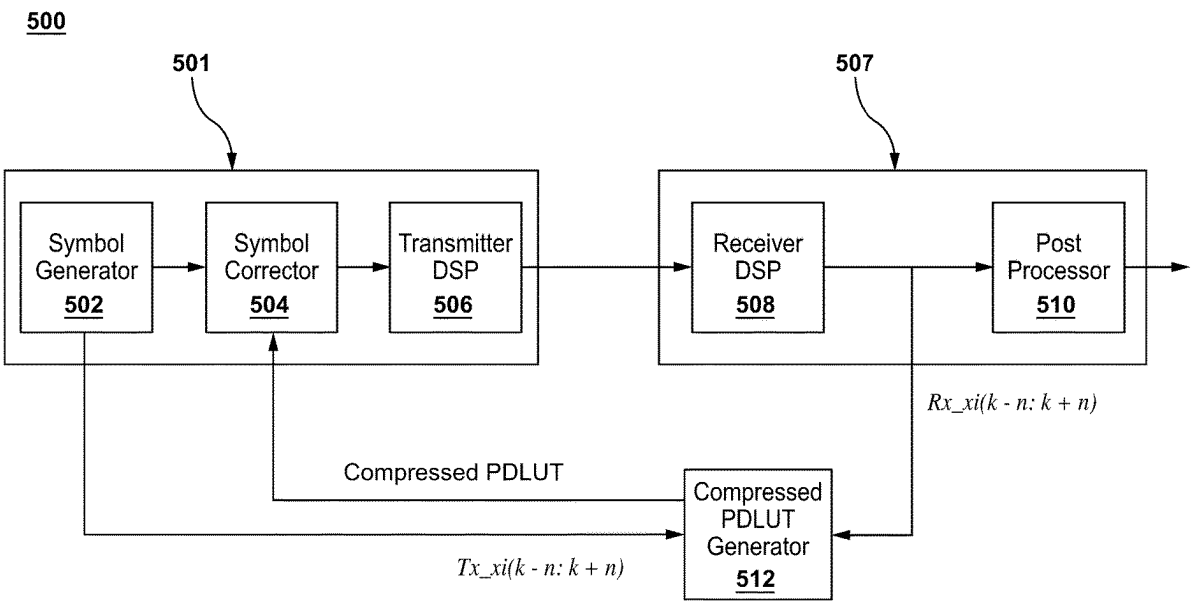 500
501
507
Symbol
Generator
502
Symbol
Corrector
504
Transmitter
DSP
506
Receiver
DSP
508
Post
Processor
510
Rx_xi(k - n: k + n)
Compressed PDLUT
Compressed
PDLUT
Generator
512
Tx_xi(k - n: k + n)